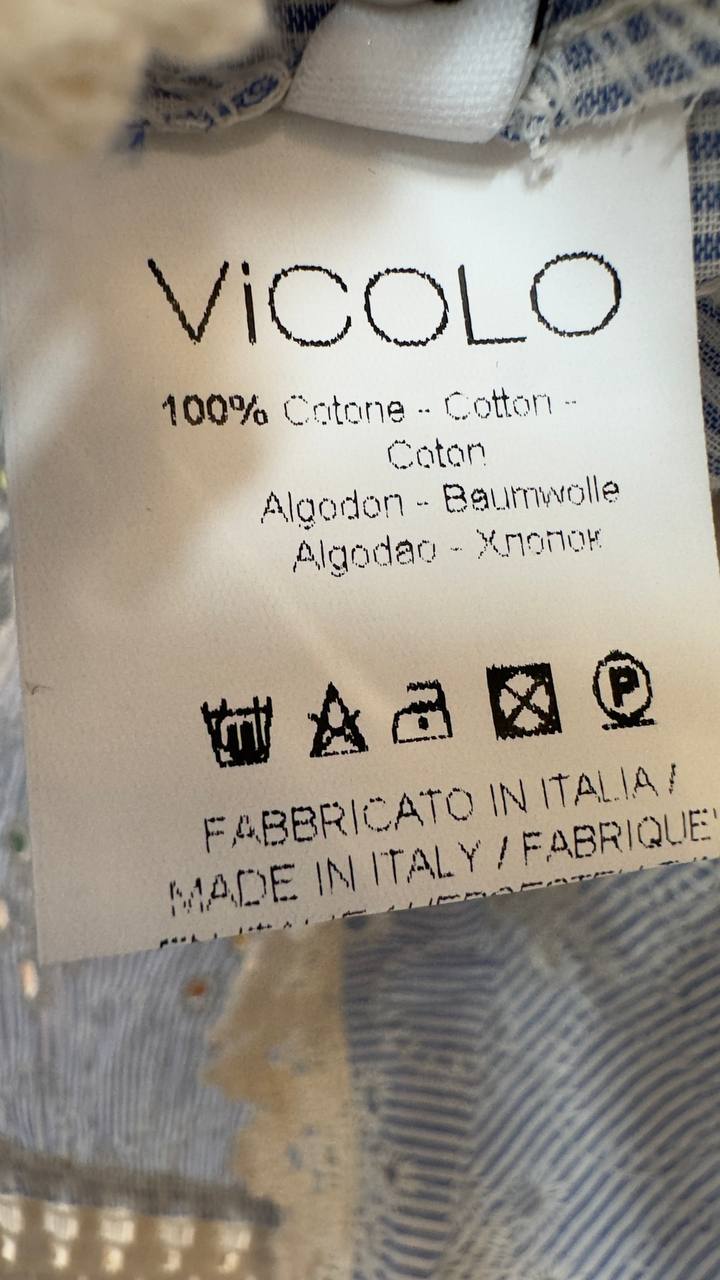 ViCOLO
100% Cotone - Cotton -
Coton
Algodon - Baumwolle
Algodao - Хлопок
P
FABBRICATO IN ITALIA /
MADE IN ITALY / FABRIQUE'